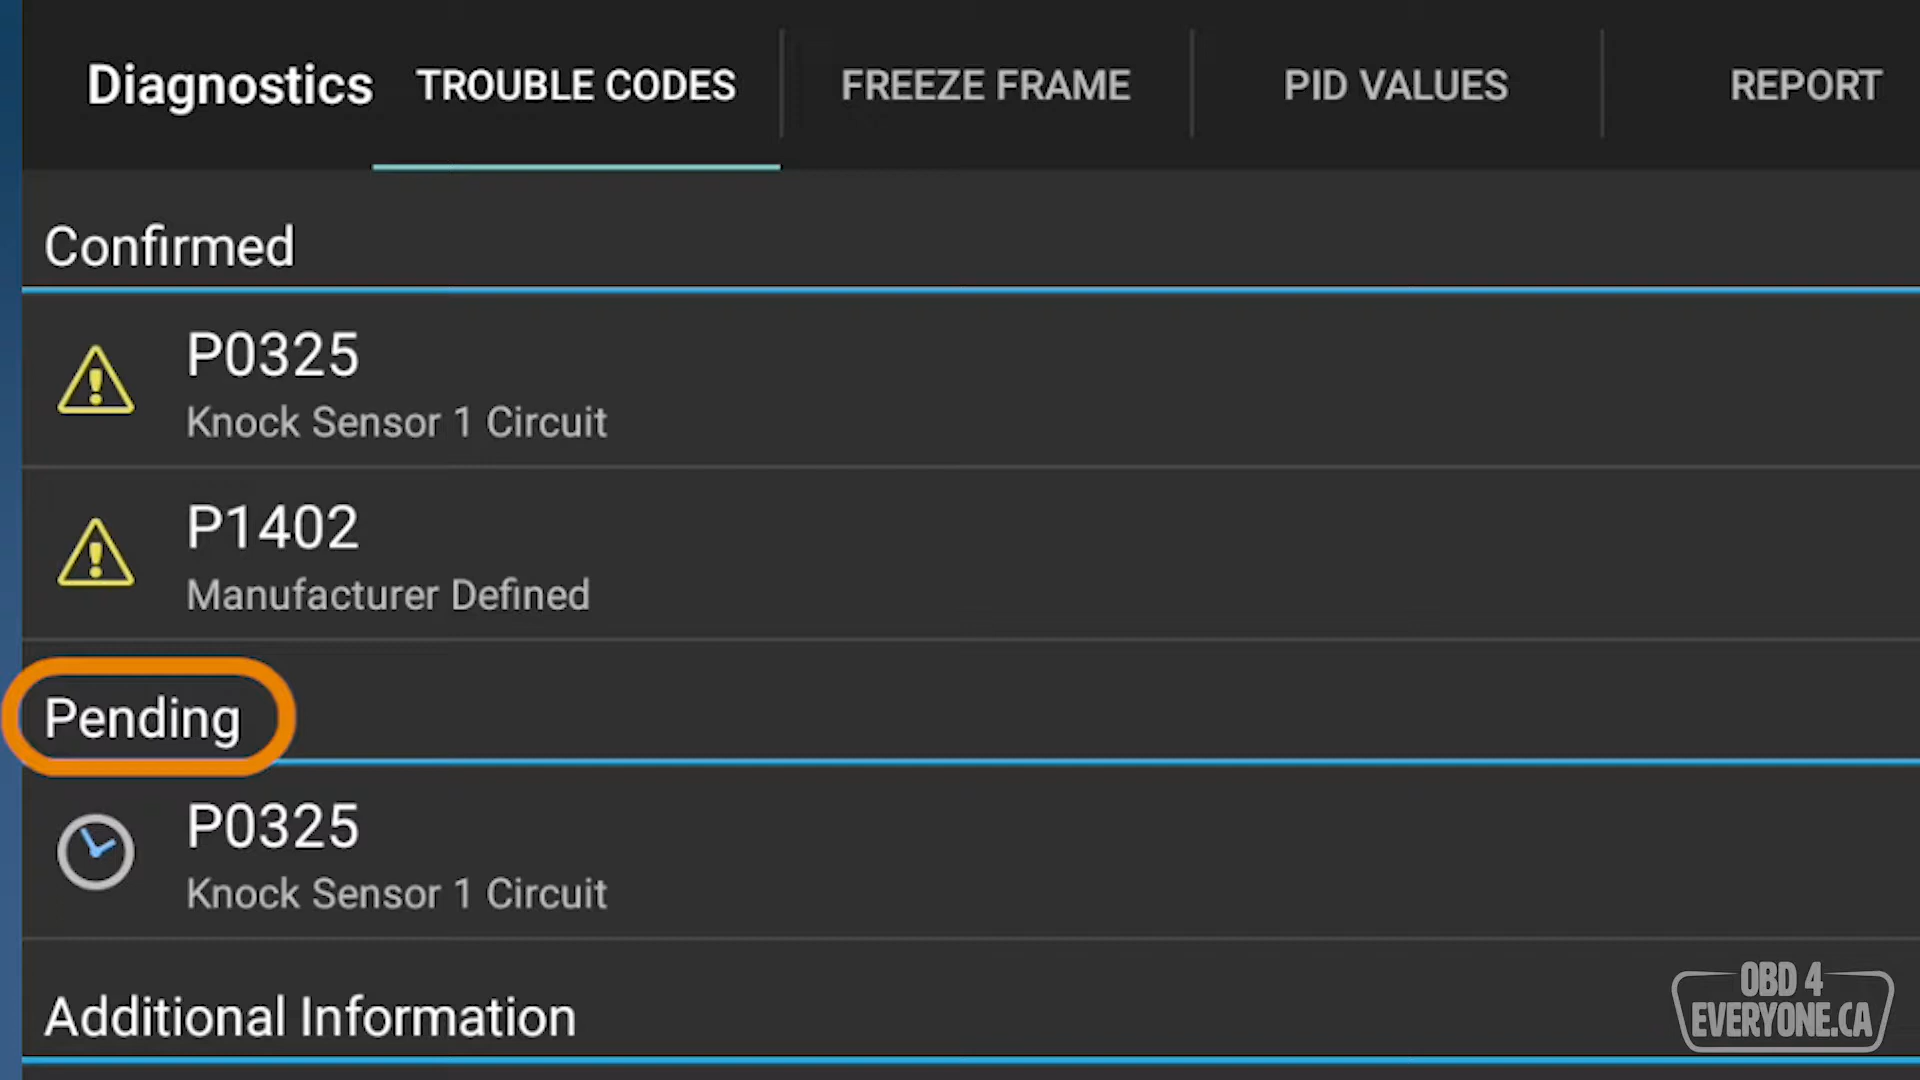 Diagnostics TROUBLE CODES FREEZE FRAME PID VALUES REPORT
Confirmed
P0325
Knock Sensor 1 Circuit
P1402
Manufacturer Defined
Pending
P0325
Knock Sensor 1 Circuit
Additional Information
OBD 4
EVERYONE.CA